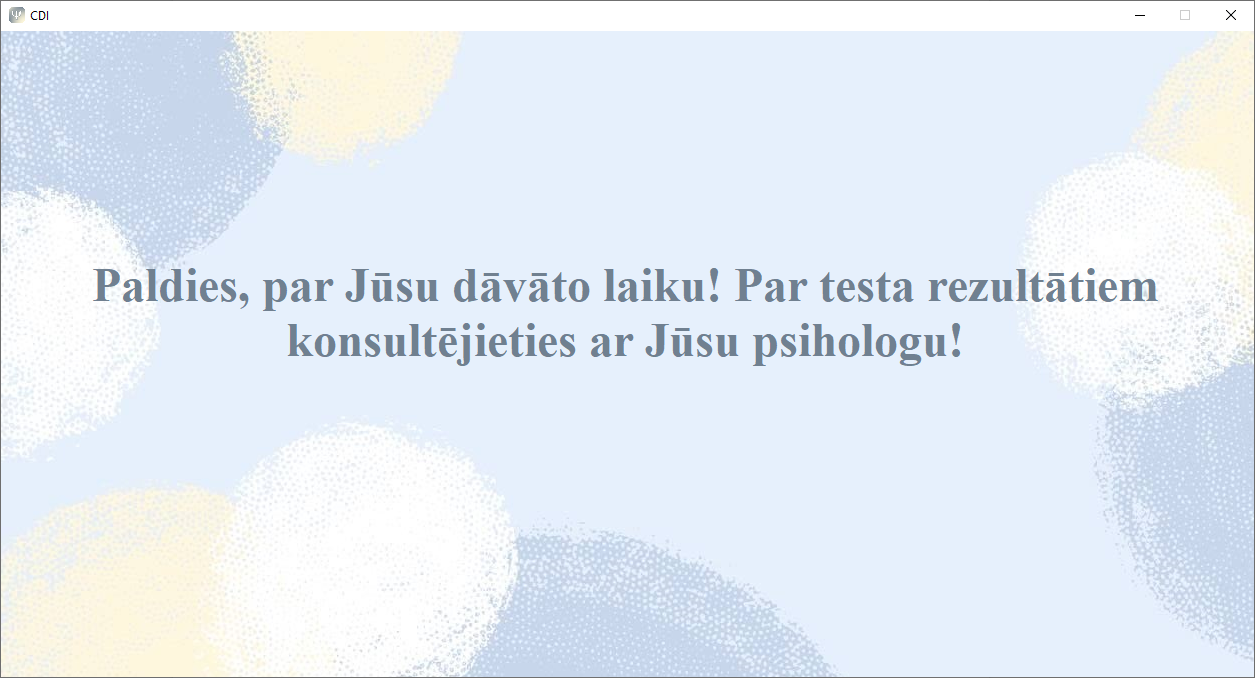 CDI
Paldies, par Jūsu dāvāto laiku! Par testa rezultātiem
konsultējieties ar Jūsu psihologu!